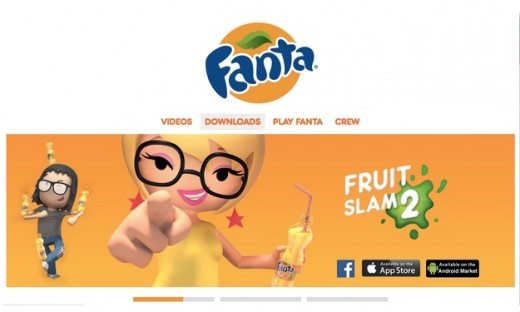 Fanta
VIDEOS DOWNLOADS PLAY FANTA CREW
FRUIT
SLAM 2
Fanta
f
Available on the
App Store
Available on the
Android Market